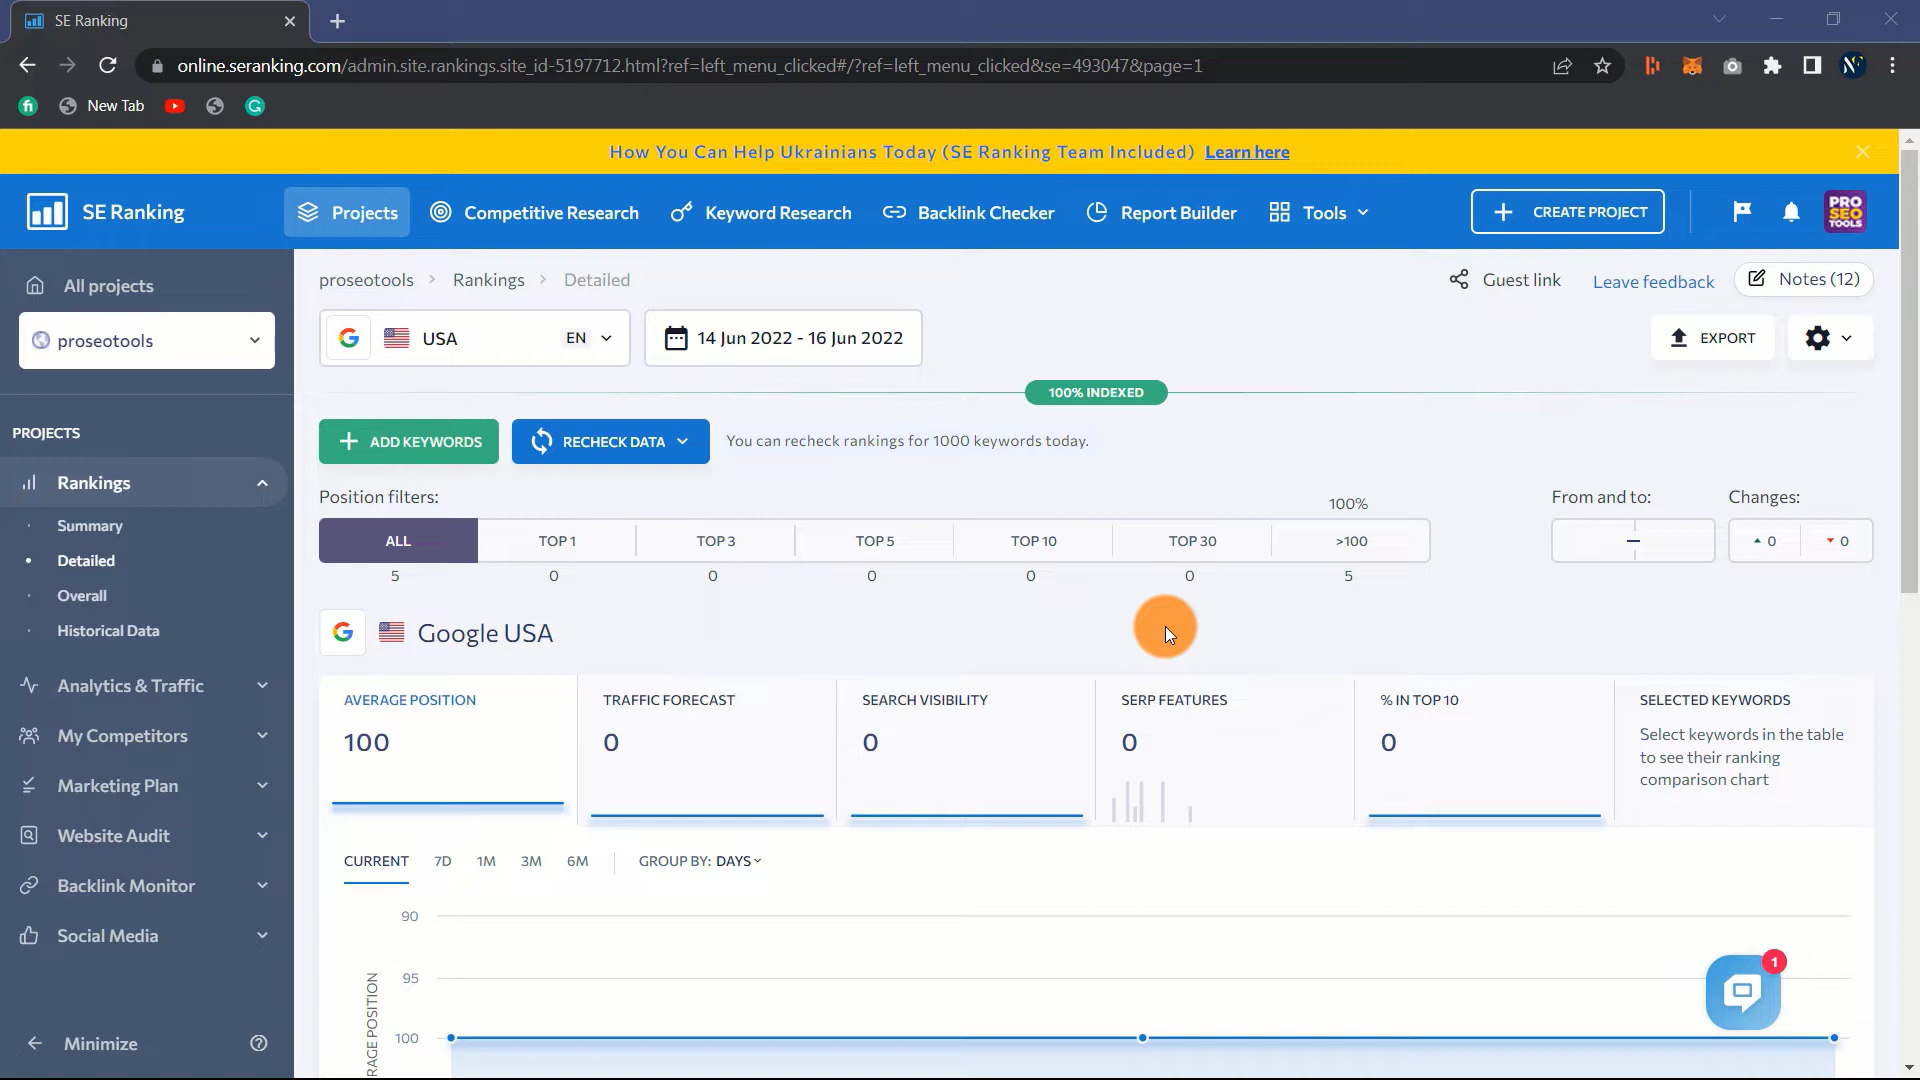 SE Ranking
online.seranking.com/admin.site.rankings.site_id-5197712.html?ref=left_menu_clicked#/?ref=left_menu_clicked&se=493047&page=1
New Tab
How You Can Help Ukrainians Today (SE Ranking Team Included) Learn here
SE Ranking
Projects
Competitive Research
Keyword Research
Backlink Checker
Report Builder
Tools
CREATE PROJECT
PRO
SEO
TOOLS
All projects
proseotools
PROJECTS
Rankings
Summary
Detailed
Overall
Historical Data
Analytics & Traffic
My Competitors
Marketing Plan
Website Audit
Backlink Monitor
Social Media
Minimize
proseotools > Rankings > Detailed
Guest link
Leave feedback
Notes (12)
USA EN
14 Jun 2022 - 16 Jun 2022
EXPORT
100% INDEXED
ADD KEYWORDS
RECHECK DATA
You can recheck rankings for 1000 keywords today.
Position filters:
100%
From and to:
Changes:
ALL TOP 1 TOP 3 TOP 5 TOP 10 TOP 30 >100
– 0 0
5 0 0 0 0 0 5
Google USA
AVERAGE POSITION
100
TRAFFIC FORECAST
0
SEARCH VISIBILITY
0
SERP FEATURES
0
% IN TOP 10
0
SELECTED KEYWORDS
Select keywords in the table
to see their ranking
comparison chart
CURRENT 7D 1M 3M 6M GROUP BY: DAYS
90
95
100
RAGE POSITION
1